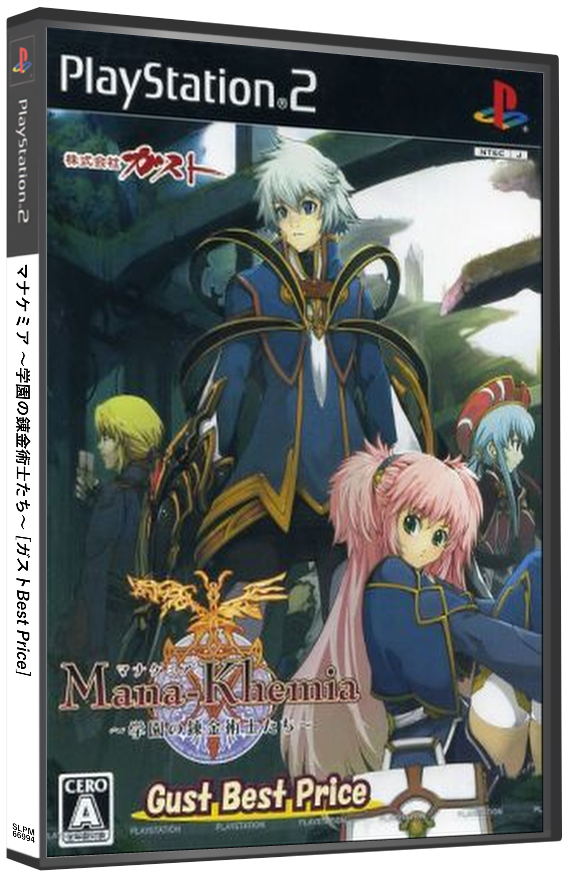 PlayStation.2
マナケミア ～学園の錬金術士たち～ [ガストBest Price]
SLPM
66994
PlayStation®2
NTSC J
株式会社ガスト
マナケミア
Mana-Khemia
～学園の錬金術士たち～
Gust Best Price
CERO
A
PLAYSTATION PLAYSTATION PLAYSTATION